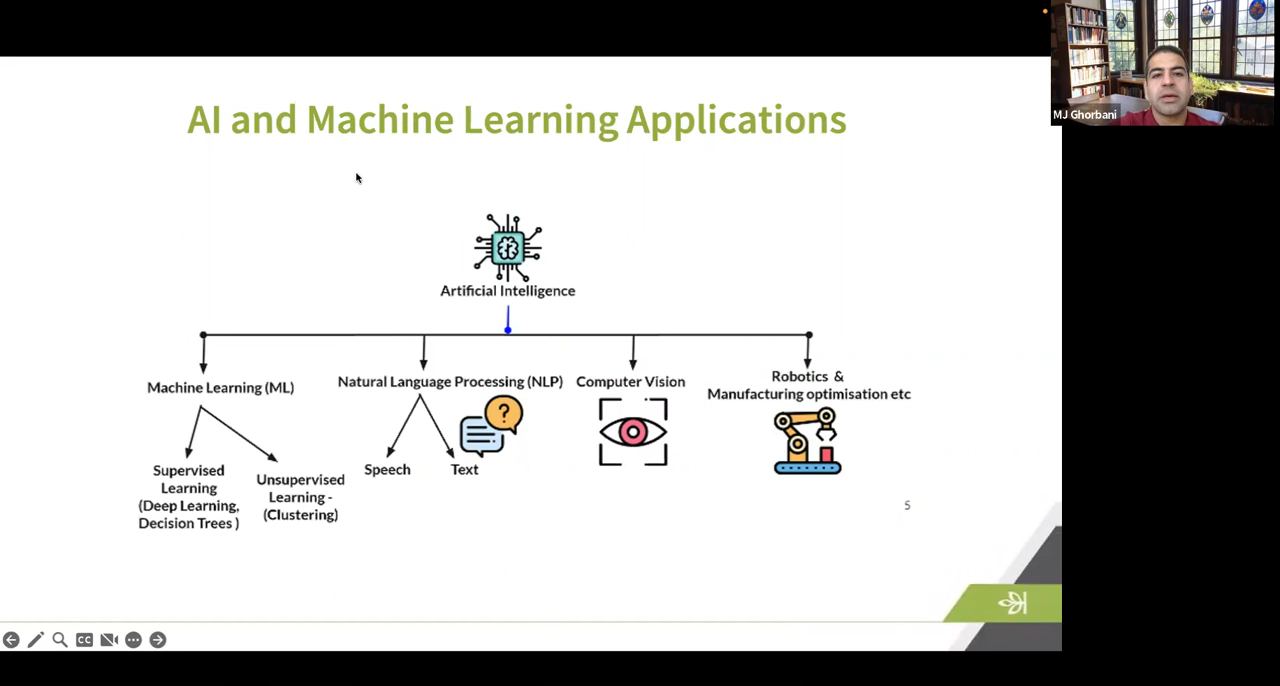 AI and Machine Learning Applications
MJ Ghorbani
Artificial Intelligence
Machine Learning (ML)
Natural Language Processing (NLP)
Computer Vision
Robotics &
Manufacturing optimisation etc
?
Supervised
Learning
(Deep Learning,
Decision Trees )
Unsupervised
Learning -
(Clustering)
Speech
Text
5
CC